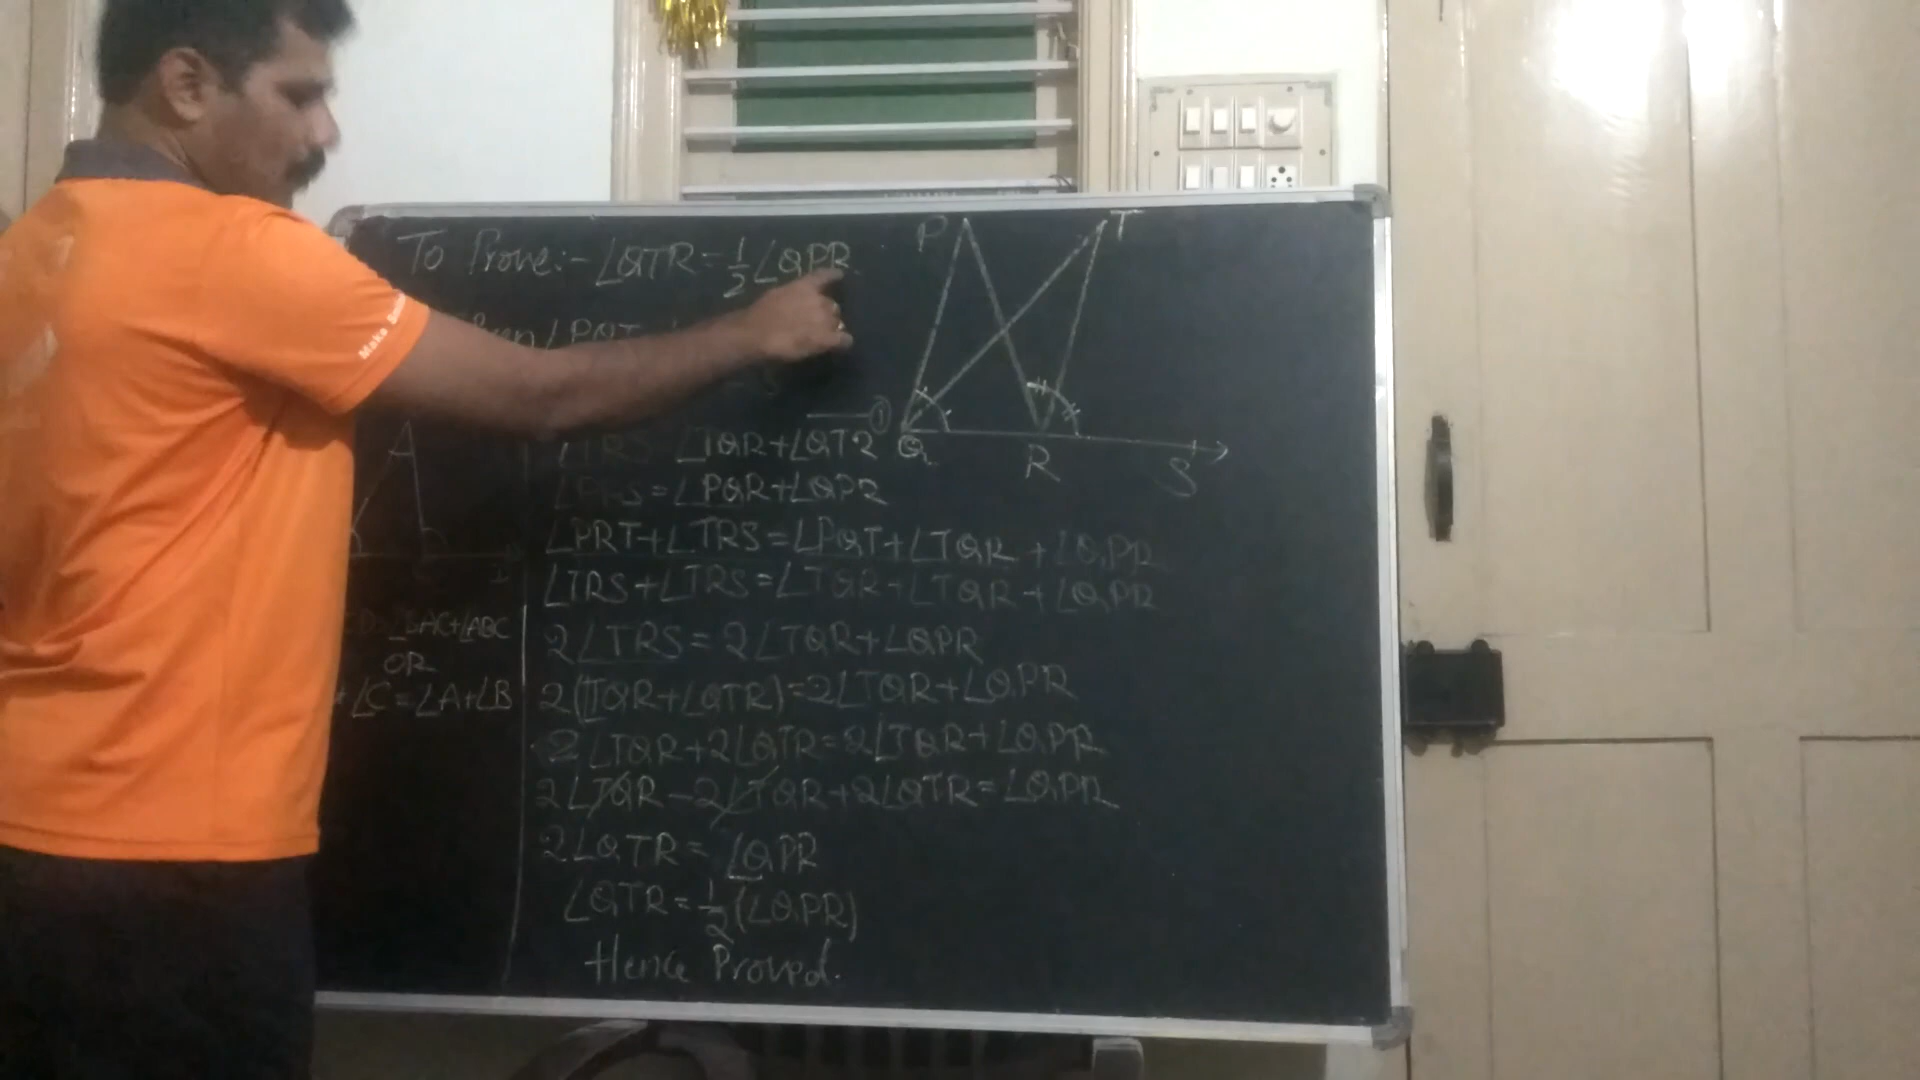 To Prove:- ∠QTR = 1/2 ∠QPR
∠PQT
①
∠TRS = ∠TQR + ∠QTR
∠PRS = ∠PQR + ∠QPR
∠PRT + ∠TRS = ∠PQT + ∠TQR + ∠QPR
∠TRS + ∠TRS = ∠TQR + ∠TQR + ∠QPR
2∠TRS = 2∠TQR + ∠QPR
2(∠TQR + ∠QTR) = 2∠TQR + ∠QPR
2∠TQR + 2∠QTR = 2∠TQR + ∠QPR
2∠TQR - 2∠TQR + 2∠QTR = ∠QPR
2∠QTR = ∠QPR
∠QTR = 1/2 (∠QPR)
Hence Proved.
P T
Q R S
A
∠BAC + ∠ABC
OR
∠C = ∠A + ∠B
Make